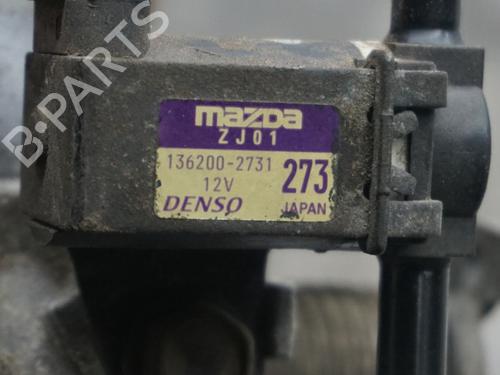 mazda
ZJ01
136200-2731 273
12V
DENSO JAPAN
B-PARTS